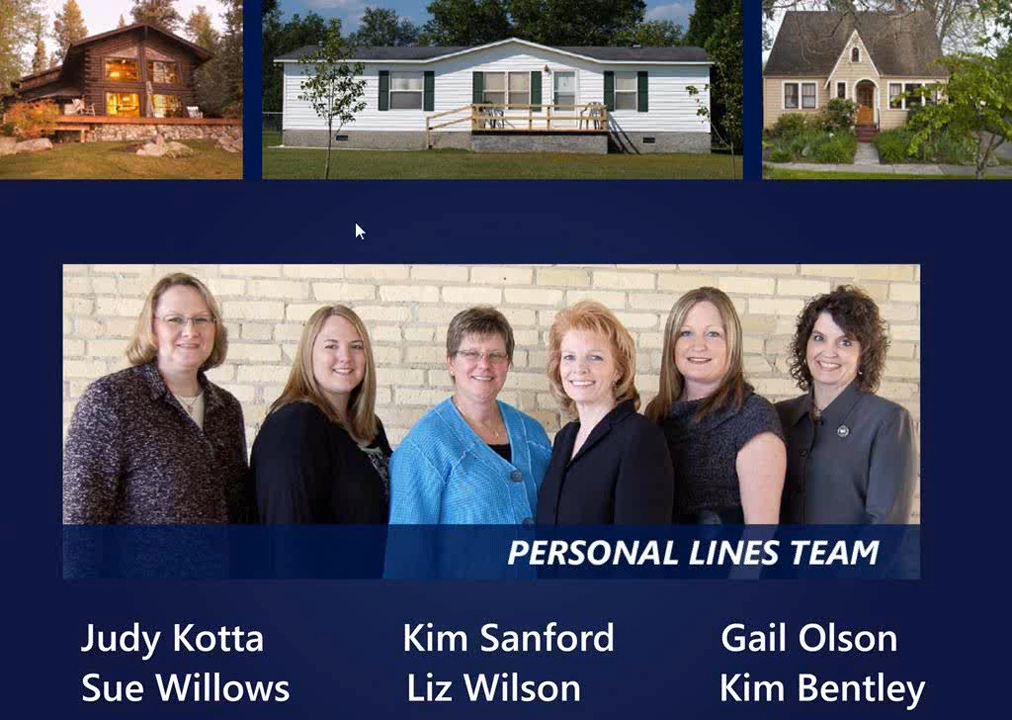 PERSONAL LINES TEAM
Judy Kotta Kim Sanford Gail Olson
Sue Willows Liz Wilson Kim Bentley